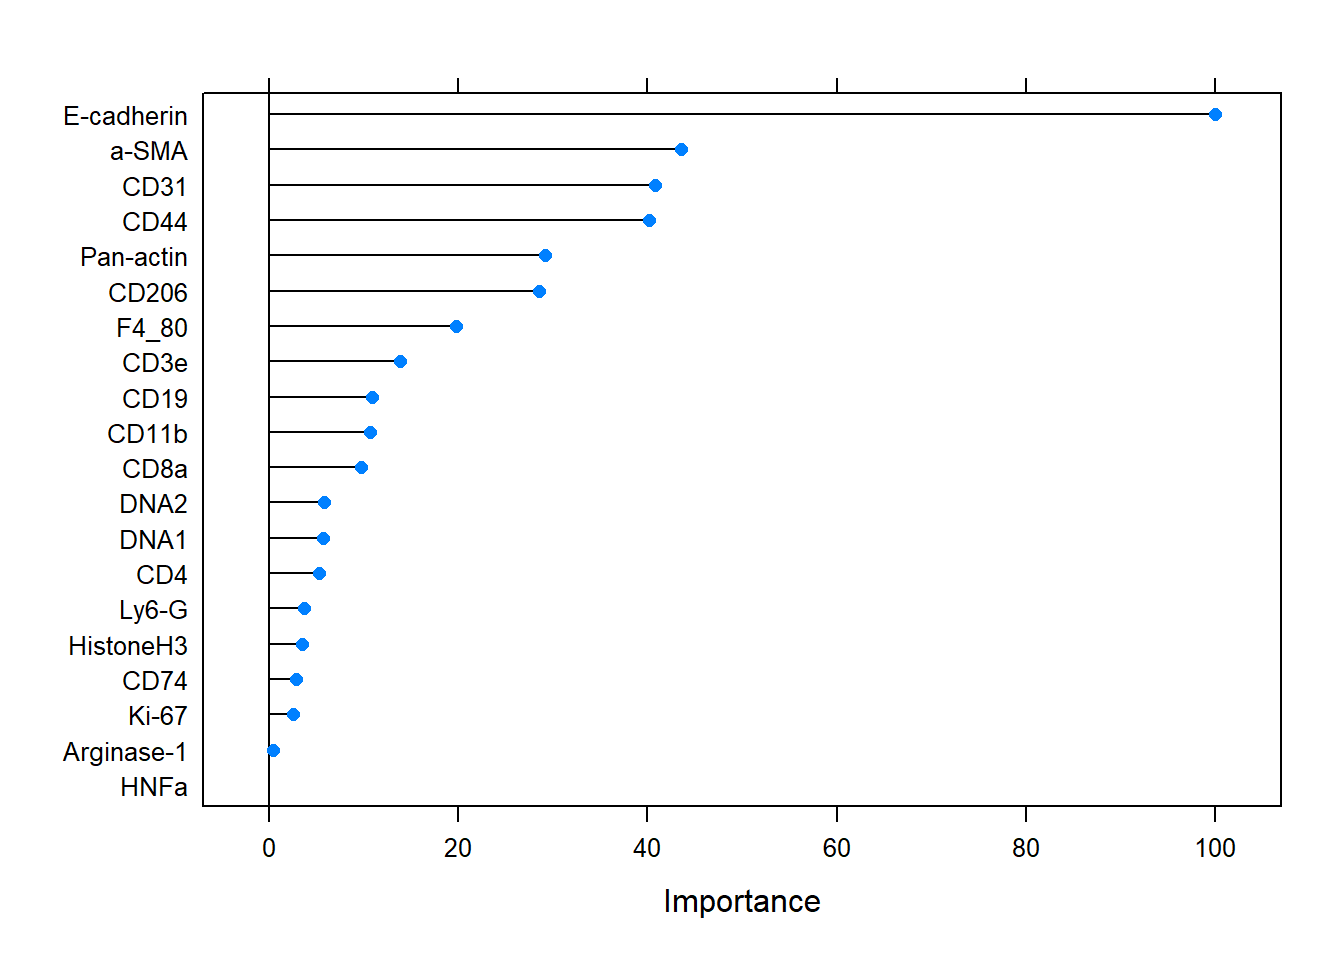 E-cadherin
a-SMA
CD31
CD44
Pan-actin
CD206
F4_80
CD3e
CD19
CD11b
CD8a
DNA2
DNA1
CD4
Ly6-G
HistoneH3
CD74
Ki-67
Arginase-1
HNFa
0 20 40 60 80 100
Importance